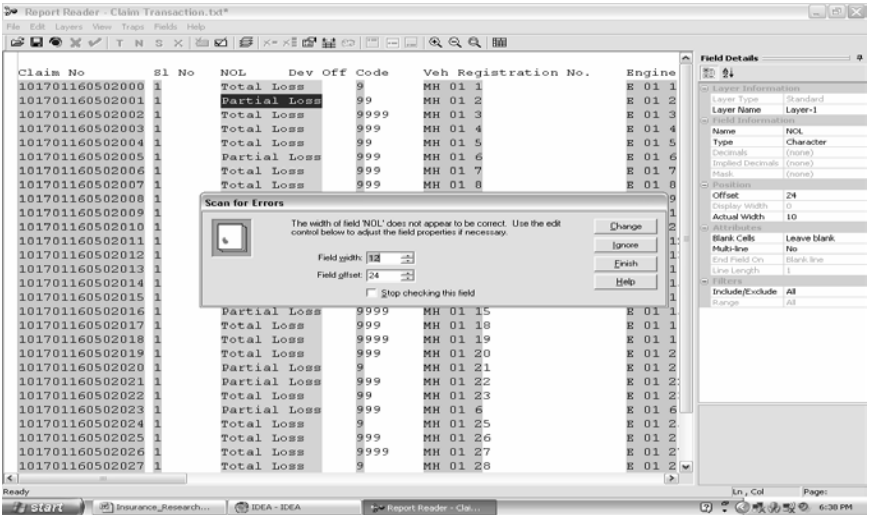 Report Reader - Claim Transaction.txt*
File Edit Layers View Traps Fields Help
T N S
Claim No Sl No NOL Dev Off Code Veh Registration No. Engine
101701160502000 1 Total Loss 9 MH 01 1 E 01 1
101701160502001 1 Partial Loss 99 MH 01 2 E 01 2
101701160502002 1 Total Loss 9999 MH 01 3 E 01 3
101701160502003 1 Total Loss 999 MH 01 4 E 01 4
101701160502004 1 Total Loss 99 MH 01 5 E 01 5
101701160502005 1 Partial Loss 999 MH 01 6 E 01 6
101701160502006 1 Total Loss 999 MH 01 7 E 01 7
101701160502007 1 Total Loss 999 MH 01 8 E 01 8
101701160502008 1
101701160502009 1
101701160502010 1
101701160502011 1
101701160502012 1
101701160502013 1
101701160502014 1
101701160502015 1
101701160502016 1 Partial Loss 9999 MH 01 15 E 01 1
101701160502017 1 Total Loss 999 MH 01 18 E 01 1
101701160502018 1 Total Loss 9999 MH 01 19 E 01 1
101701160502019 1 Total Loss 999 MH 01 20 E 01 2
101701160502020 1 Partial Loss 9 MH 01 21 E 01 2
101701160502021 1 Partial Loss 999 MH 01 22 E 01 2
101701160502022 1 Total Loss 99 MH 01 23 E 01 2
101701160502023 1 Partial Loss 999 MH 01 6 E 01 6
101701160502024 1 Total Loss 9 MH 01 25 E 01 2
101701160502025 1 Total Loss 999 MH 01 26 E 01 2
101701160502026 1 Total Loss 9999 MH 01 27 E 01 2
101701160502027 1 Total Loss 9 MH 01 28 E 01 2
Scan for Errors
The width of field 'NOL' does not appear to be correct. Use the edit
control below to adjust the field properties if necessary.
Field width: 12
Field offset: 24
Stop checking this field
Change
Ignore
Finish
Help
Field Details
Layer Information
Layer Type Standard
Layer Name Layer-1
Field Information
Name NOL
Type Character
Decimals (none)
Implied Decimals (none)
Mask (none)
Position
Offset 24
Display Width 0
Actual Width 10
Attributes
Blank Cells Leave blank
Multi-line No
End Field On Blank line
Line Length 1
Filters
Include/Exclude All
Range All
Ready
Ln , Col Page:
start
Insurance_Research...
IDEA - IDEA
Report Reader - Clai...
6:38 PM